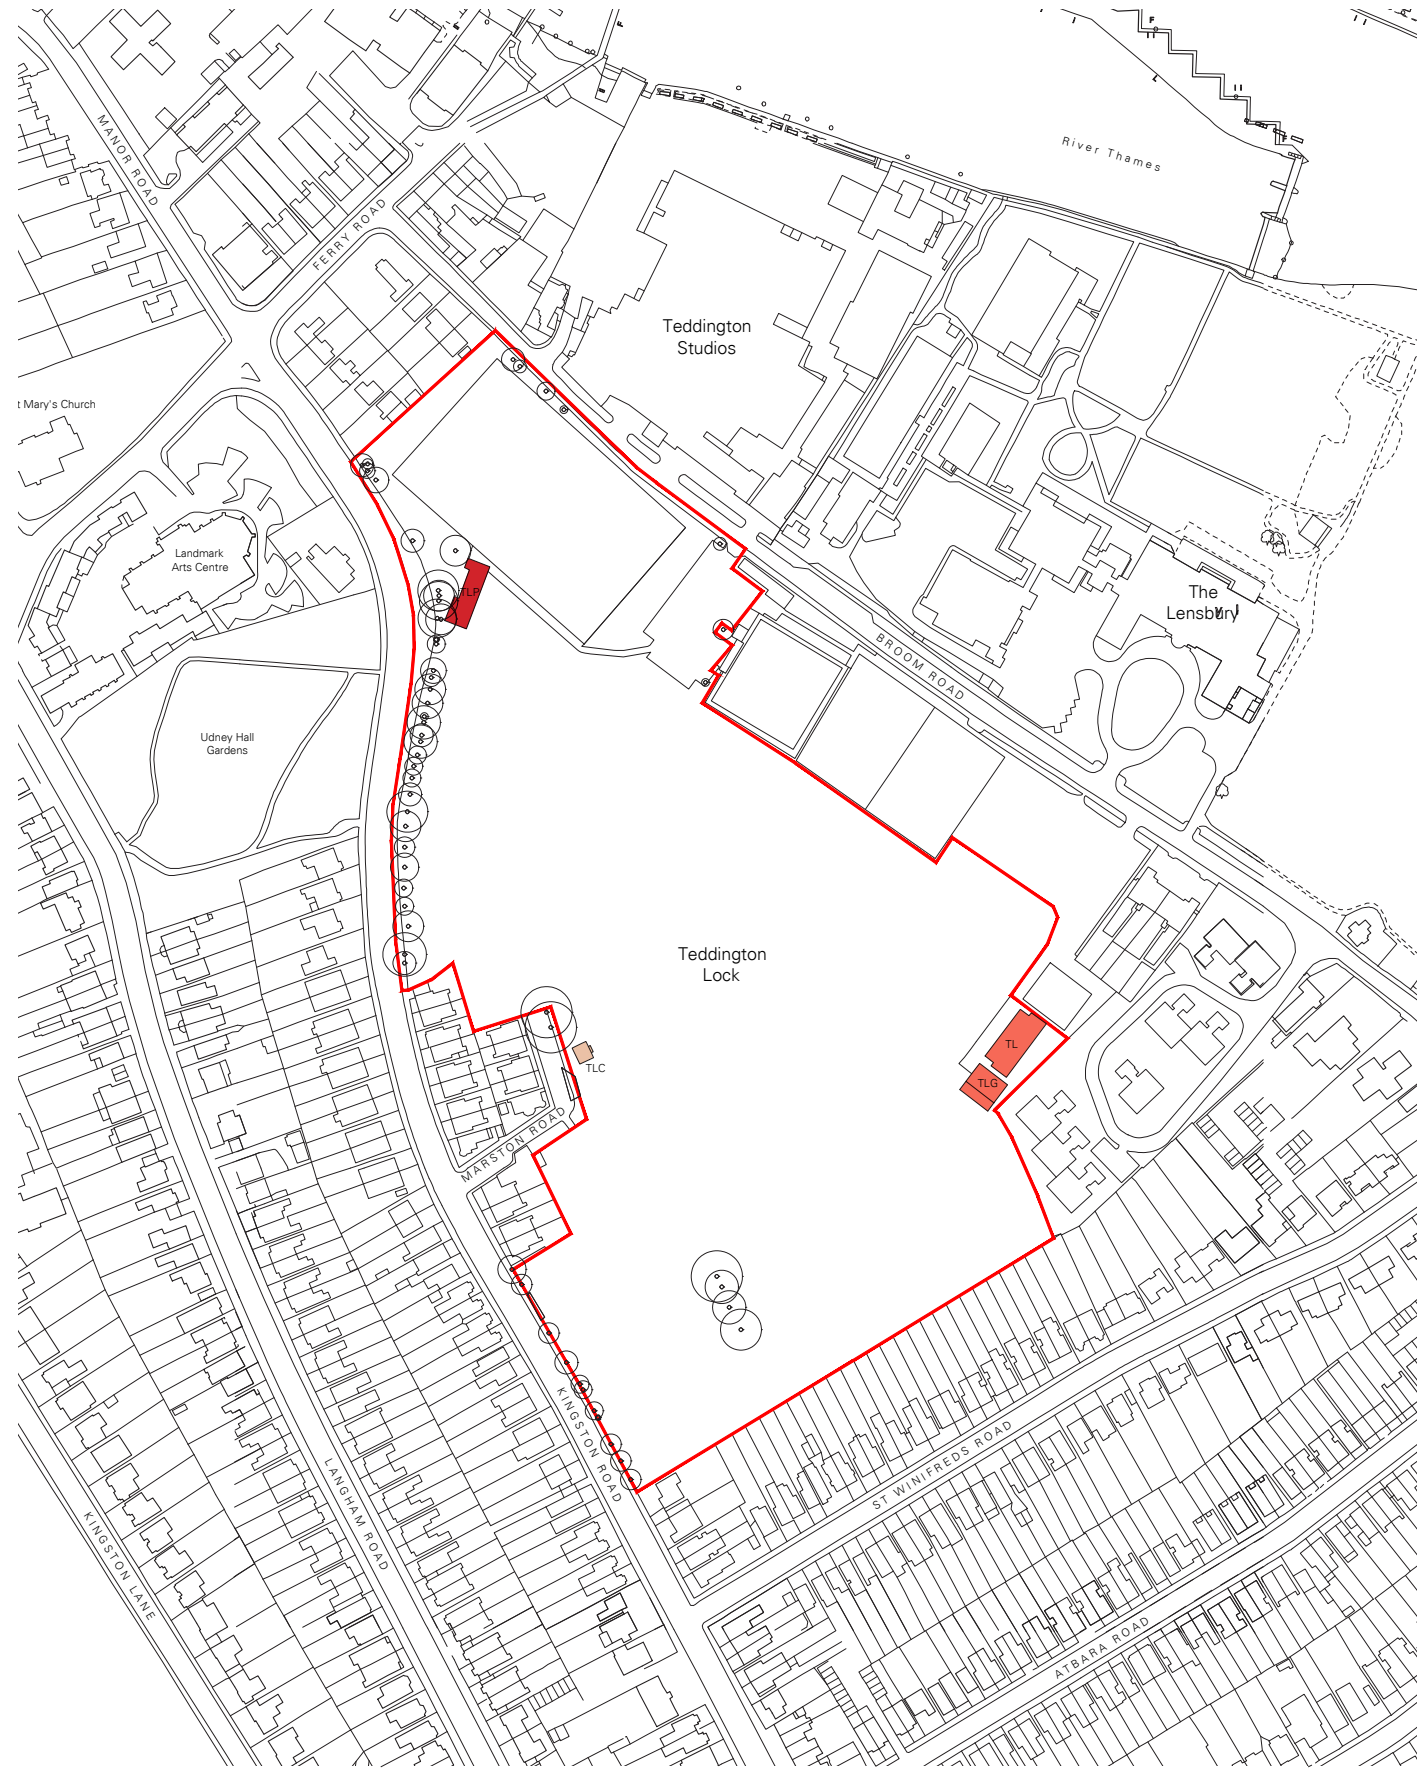 F
F
L
MANOR ROAD
River Thames
FERRY ROAD
Teddington
Studios
t Mary's Church
Landmark
Arts Centre
TLP
The
Lensbury
BROOM ROAD
Udney Hall
Gardens
Teddington
Lock
TL
TLC
TLG
MARSTON ROAD
KINGSTON ROAD
ST WINIFREDS ROAD
LANGHAM ROAD
KINGSTON LANE
ATBARA ROAD